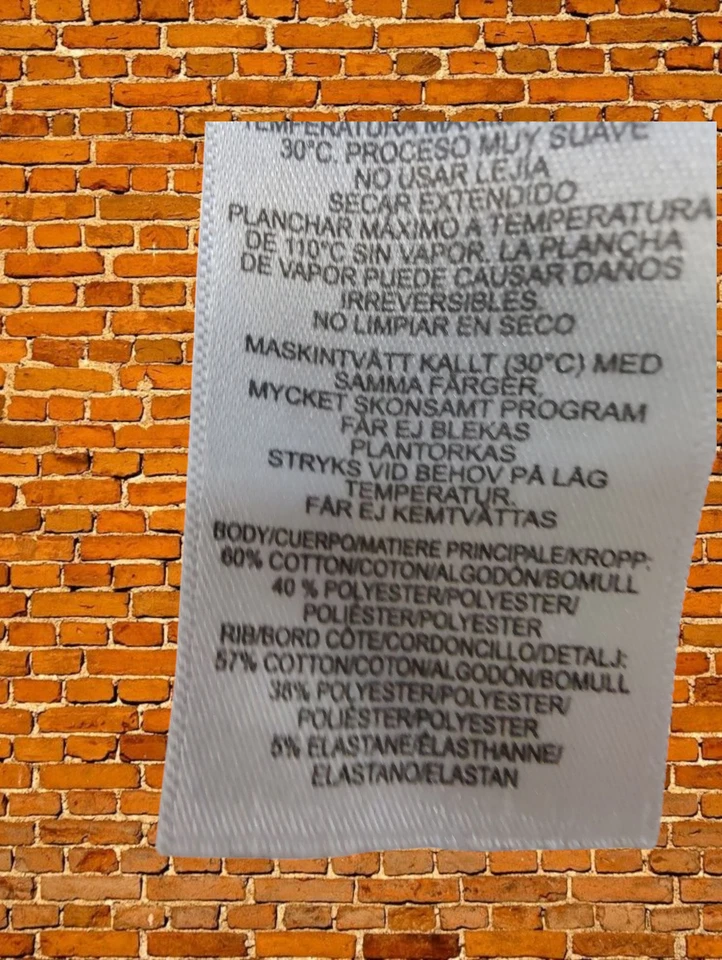 TEMPERATURA
30°C. PROCESO MUY SUAVE
NO USAR LEJÍA
SECAR EXTENDIDO
PLANCHAR MÁXIMO A TEMPERATURA
DE 110°C SIN VAPOR. LA PLANCHA
DE VAPOR PUEDE CAUSAR DAÑOS
IRREVERSIBLES.
NO LIMPIAR EN SECO
MASKINTVÄTT KALLT (30°C) MED
SAMMA FÄRGER.
MYCKET SKONSAMT PROGRAM
FÅR EJ BLEKAS
PLANTORKAS
STRYKS VID BEHOV PÅ LÅG
TEMPERATUR.
FÅR EJ KEMTVÄTTAS
BODY/CUERPO/MATIERE PRINCIPALE/KROPP:
60% COTTON/COTON/ALGODÓN/BOMULL
40 % POLYESTER/POLYESTER/
POLIÉSTER/POLYESTER
RIB/BORD CÔTE/CORDONCILLO/DETALJ:
57% COTTON/COTON/ALGODÓN/BOMULL
38% POLYESTER/POLYESTER/
POLIÉSTER/POLYESTER
5% ELASTANE/ÉLASTHANNE/
ELASTANO/ELASTAN